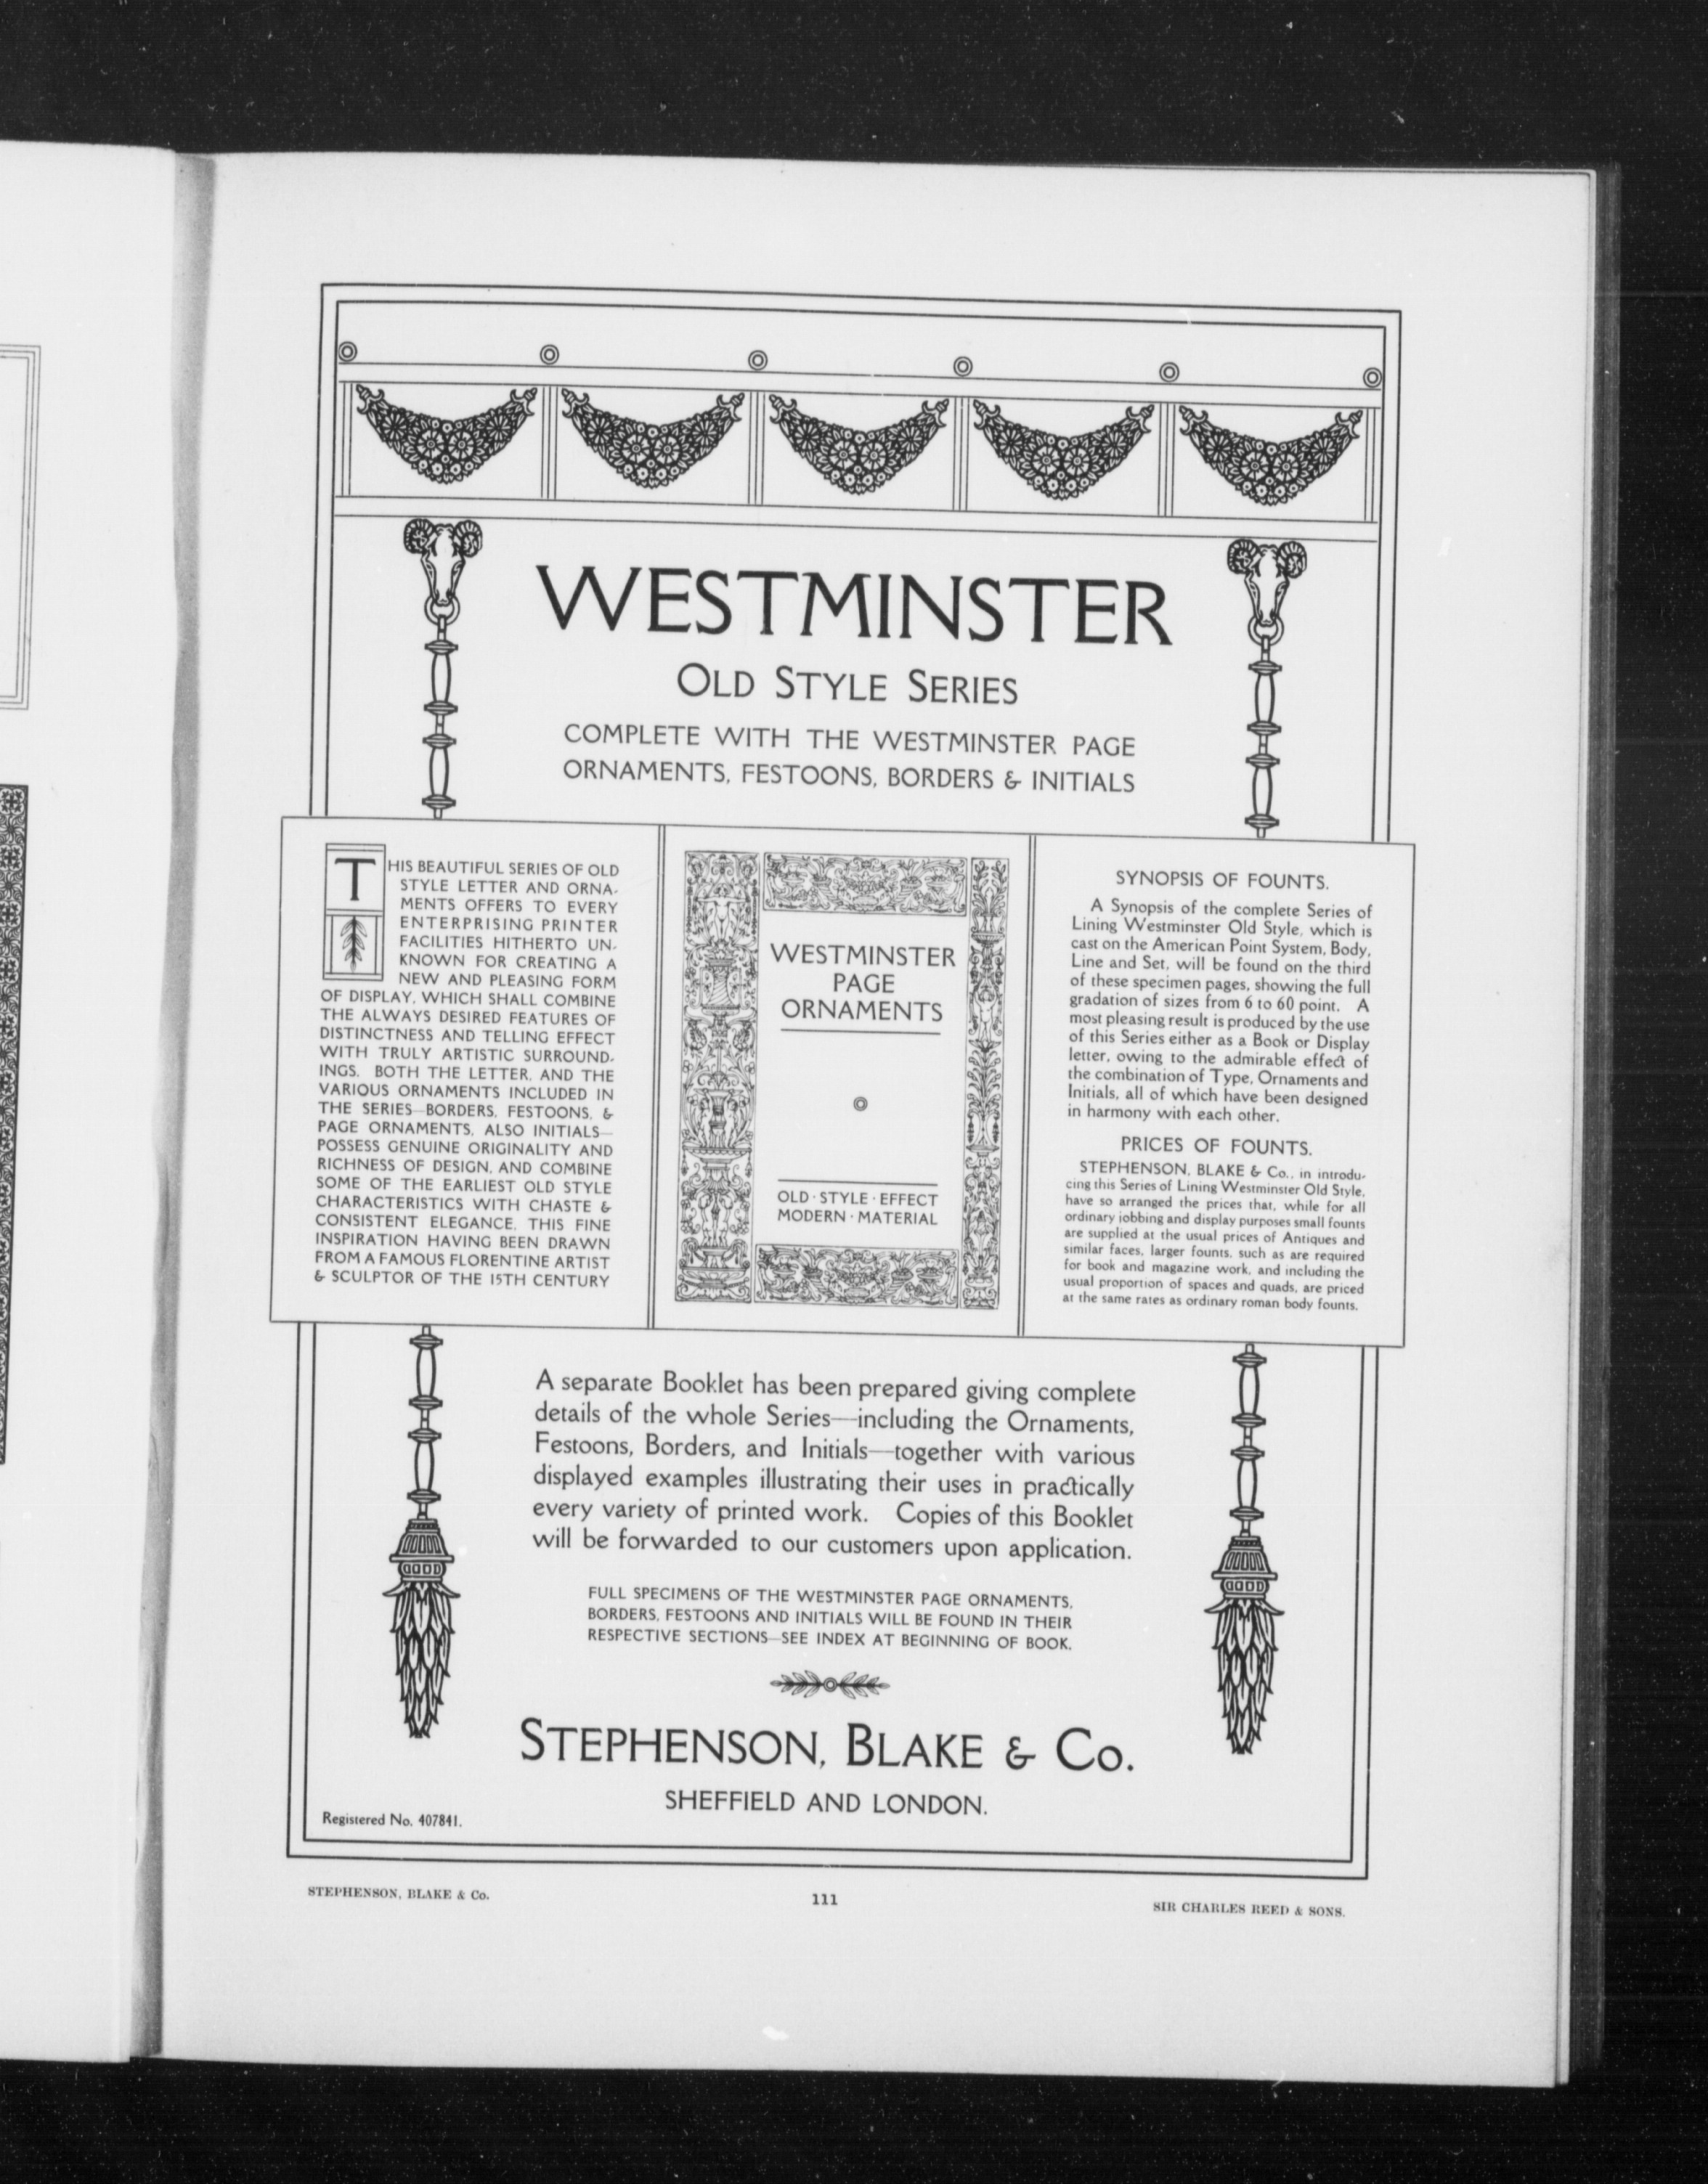 WESTMINSTER
OLD STYLE SERIES
COMPLETE WITH THE WESTMINSTER PAGE
ORNAMENTS, FESTOONS, BORDERS & INITIALS
THIS BEAUTIFUL SERIES OF OLD
STYLE LETTER AND ORNA-
MENTS OFFERS TO EVERY
ENTERPRISING PRINTER
FACILITIES HITHERTO UN-
KNOWN FOR CREATING A
NEW AND PLEASING FORM
OF DISPLAY, WHICH SHALL COMBINE
THE ALWAYS DESIRED FEATURES OF
DISTINCTNESS AND TELLING EFFECT
WITH TRULY ARTISTIC SURROUND-
INGS. BOTH THE LETTER, AND THE
VARIOUS ORNAMENTS INCLUDED IN
THE SERIES—BORDERS, FESTOONS, &
PAGE ORNAMENTS, ALSO INITIALS—
POSSESS GENUINE ORIGINALITY AND
RICHNESS OF DESIGN, AND COMBINE
SOME OF THE EARLIEST OLD STYLE
CHARACTERISTICS WITH CHASTE &
CONSISTENT ELEGANCE, THIS FINE
INSPIRATION HAVING BEEN DRAWN
FROM A FAMOUS FLORENTINE ARTIST
& SCULPTOR OF THE 15TH CENTURY
WESTMINSTER
PAGE
ORNAMENTS
OLD · STYLE · EFFECT
MODERN · MATERIAL
SYNOPSIS OF FOUNTS.
A Synopsis of the complete Series of
Lining Westminster Old Style, which is
cast on the American Point System, Body,
Line and Set, will be found on the third
of these specimen pages, showing the full
gradation of sizes from 6 to 60 point. A
most pleasing result is produced by the use
of this Series either as a Book or Display
letter, owing to the admirable effect of
the combination of Type, Ornaments and
Initials, all of which have been designed
in harmony with each other.
PRICES OF FOUNTS.
STEPHENSON, BLAKE & Co., in introdu-
cing this Series of Lining Westminster Old Style,
have so arranged the prices that, while for all
ordinary jobbing and display purposes small founts
are supplied at the usual prices of Antiques and
similar faces, larger founts, such as are required
for book and magazine work, and including the
usual proportion of spaces and quads, are priced
at the same rates as ordinary roman body founts.
A separate Booklet has been prepared giving complete
details of the whole Series—including the Ornaments,
Festoons, Borders, and Initials—together with various
displayed examples illustrating their uses in practically
every variety of printed work. Copies of this Booklet
will be forwarded to our customers upon application.
FULL SPECIMENS OF THE WESTMINSTER PAGE ORNAMENTS,
BORDERS, FESTOONS AND INITIALS WILL BE FOUND IN THEIR
RESPECTIVE SECTIONS—SEE INDEX AT BEGINNING OF BOOK.
STEPHENSON, BLAKE & Co.
SHEFFIELD AND LONDON.
Registered No. 407841.
STEPHENSON, BLAKE & Co.
111
SIR CHARLES REED & SONS.